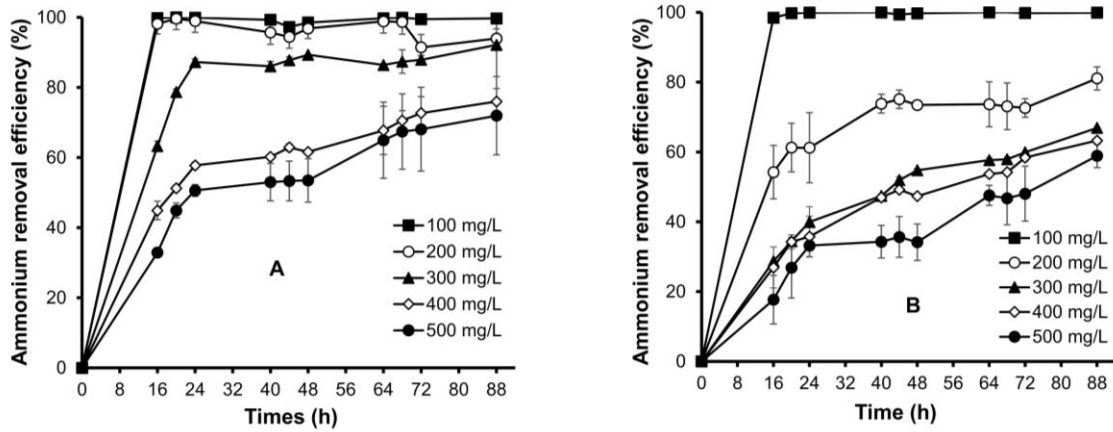 Ammonium removal efficiency (%)
100
80
60
40
20
0
0 8 16 24 32 40 48 56 64 72 80 88
Times (h)
A
100 mg/L
200 mg/L
300 mg/L
400 mg/L
500 mg/L
Ammonium removal efficiency (%)
100
80
60
40
20
0
0 8 16 24 32 40 48 56 64 72 80 88
Time (h)
B
100 mg/L
200 mg/L
300 mg/L
400 mg/L
500 mg/L